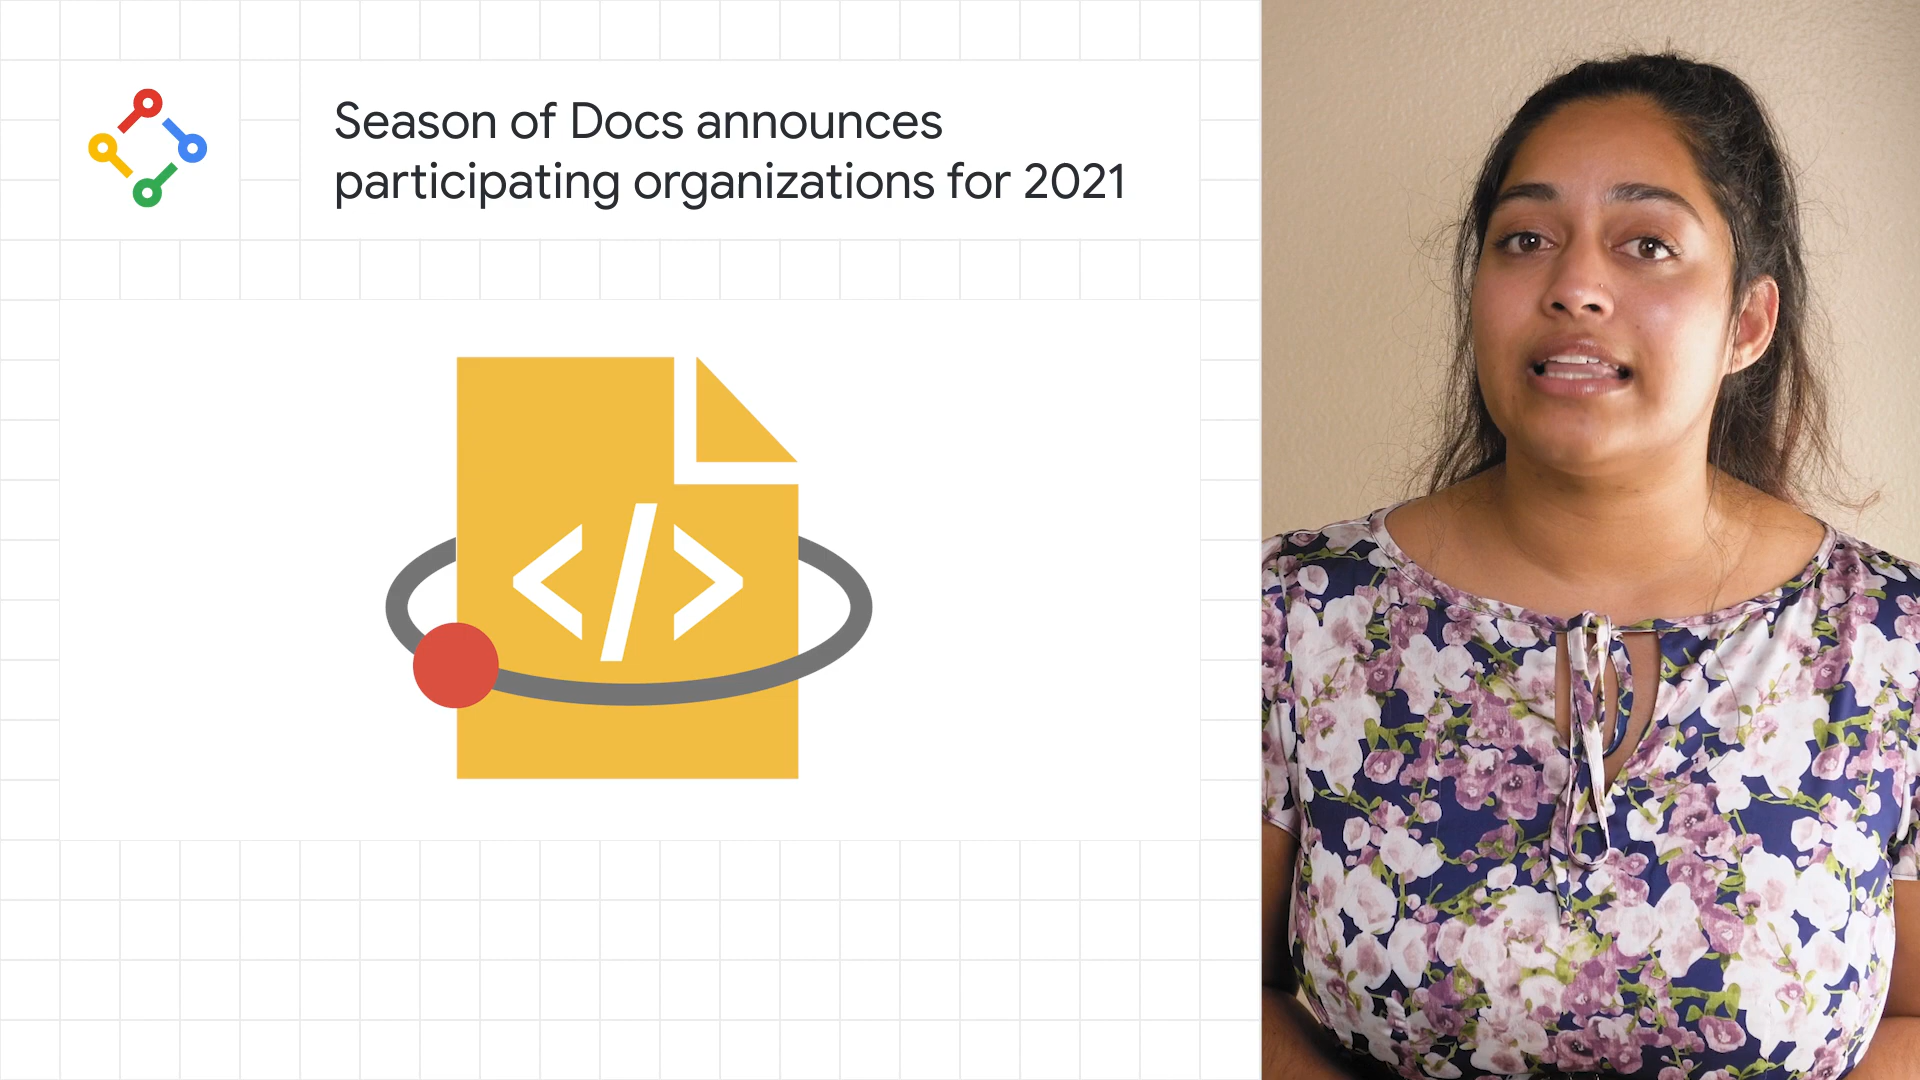 Season of Docs announces
participating organizations for 2021
</>